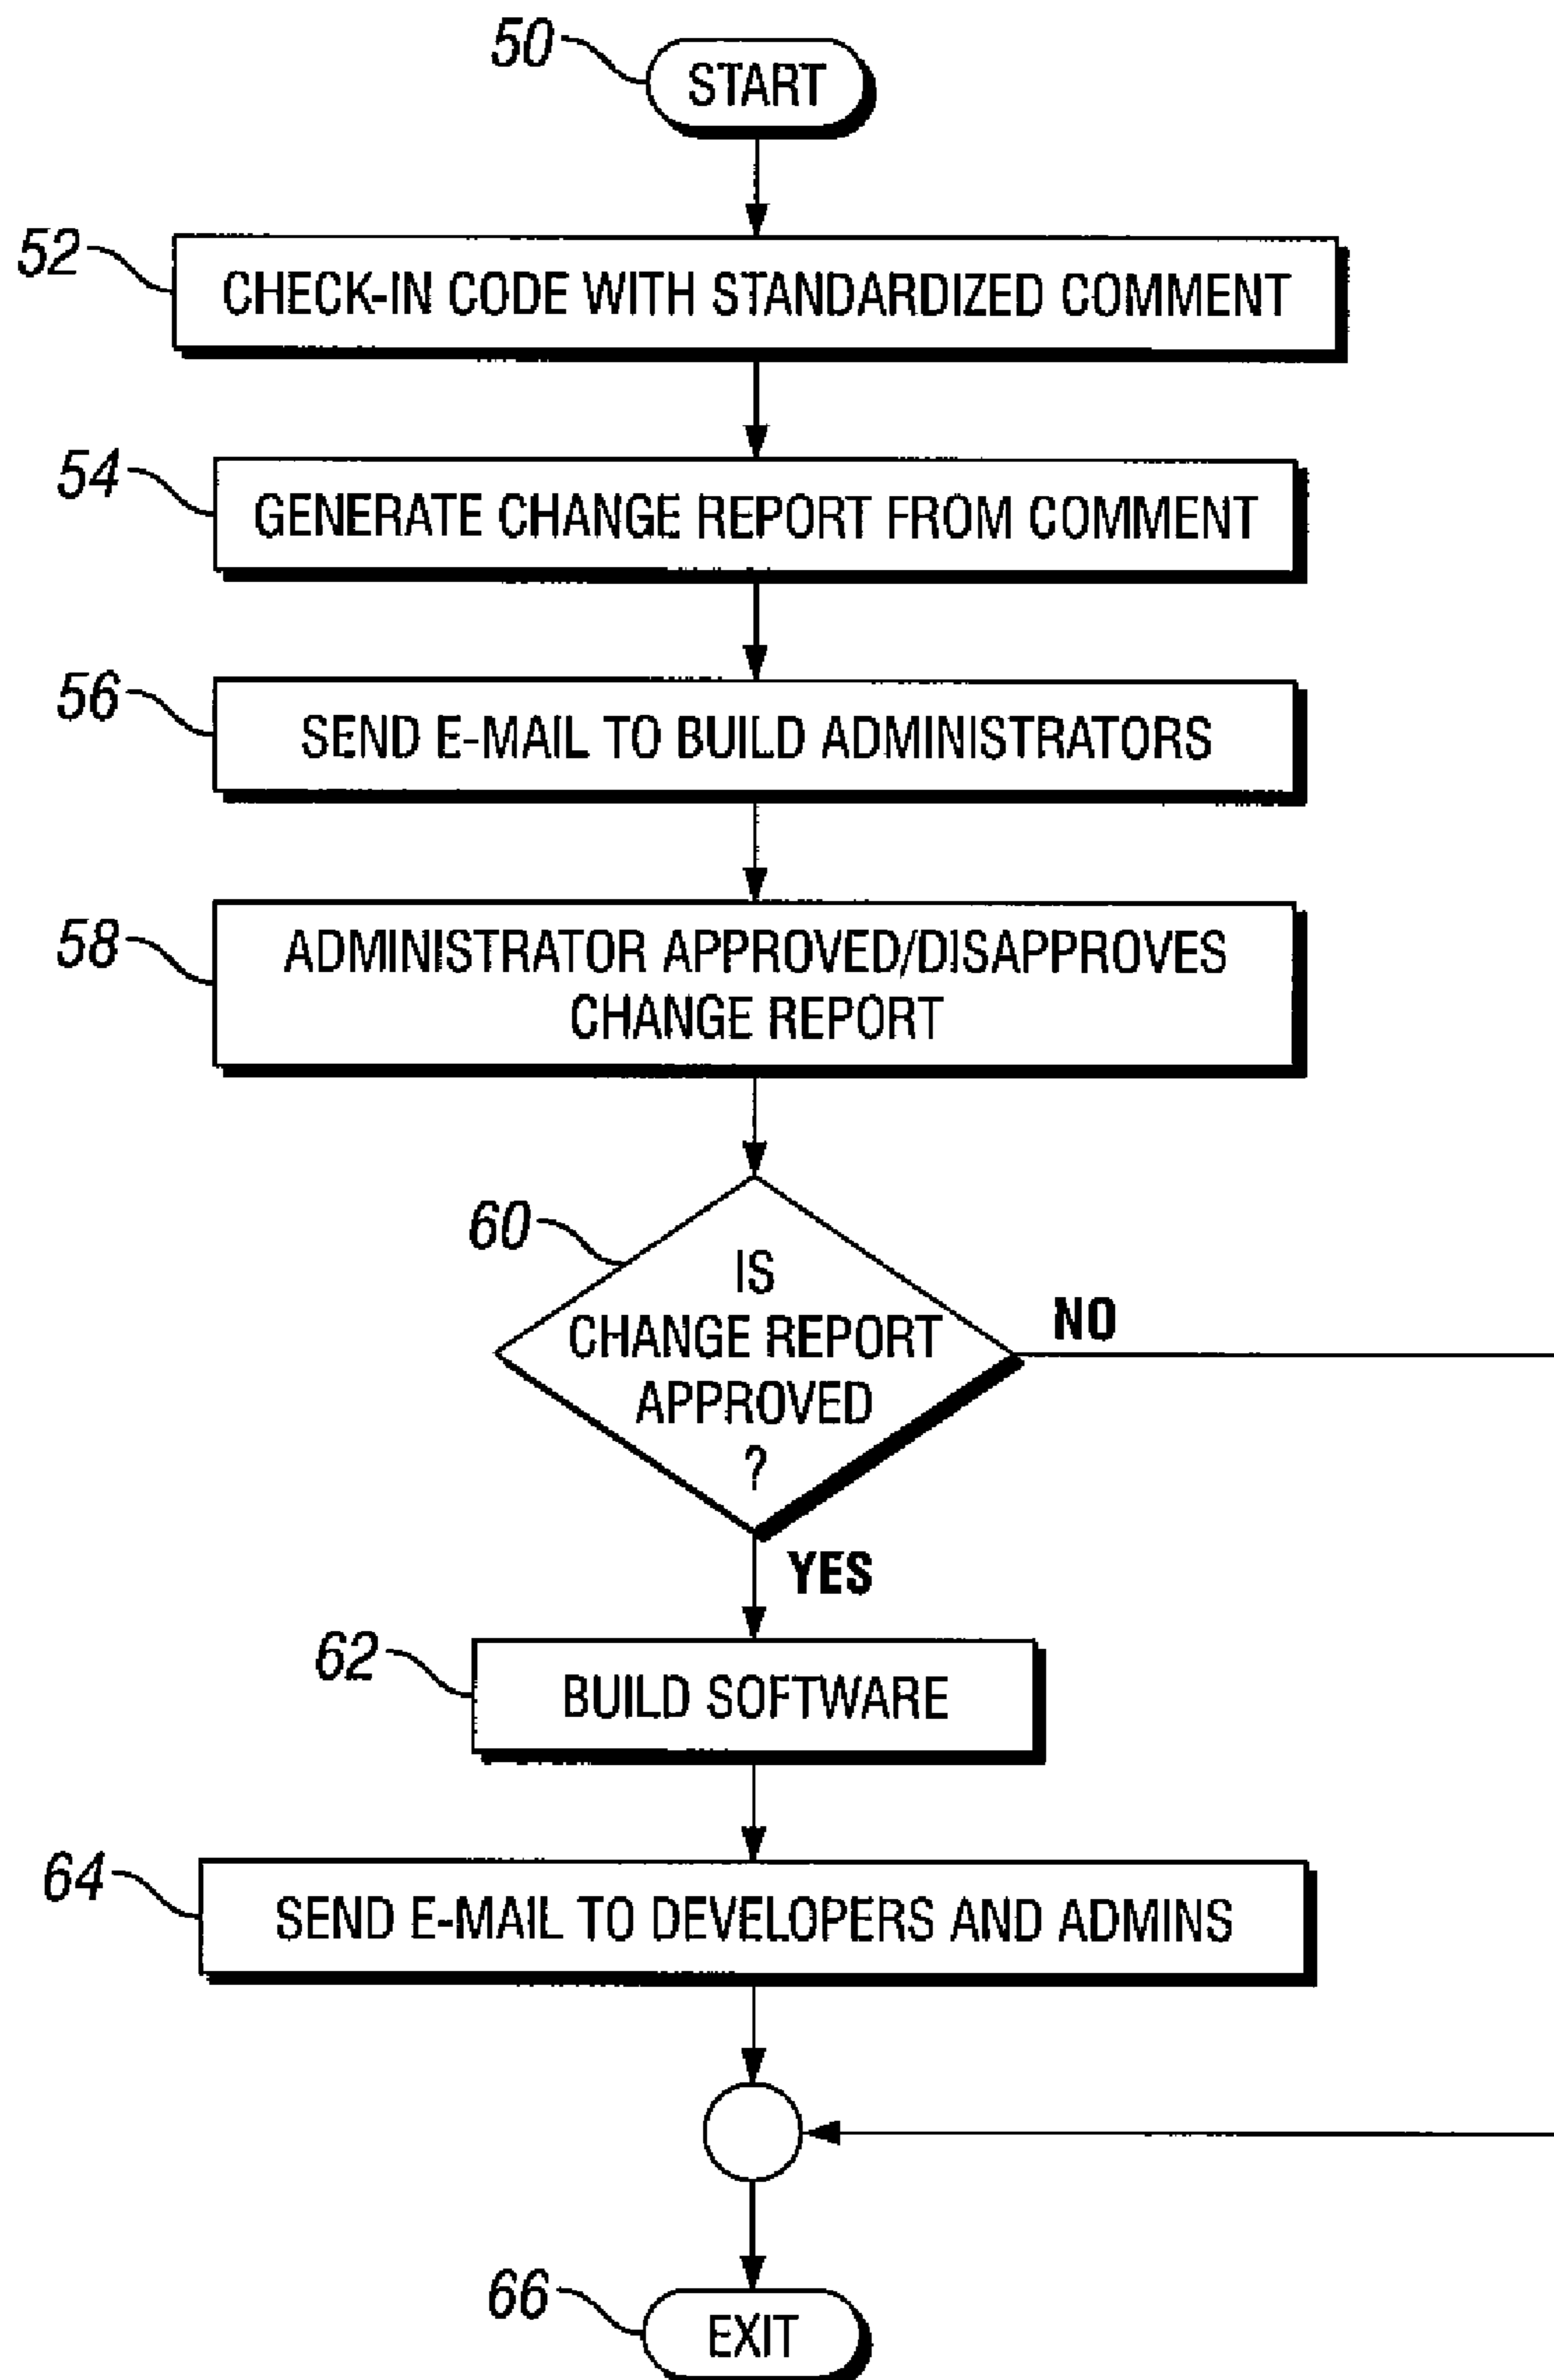 50
START
52
CHECK-IN CODE WITH STANDARDIZED COMMENT
54
GENERATE CHANGE REPORT FROM COMMENT
56
SEND E-MAIL TO BUILD ADMINISTRATORS
58
ADMINISTRATOR APPROVED/DISAPPROVES
CHANGE REPORT
60
IS
CHANGE REPORT
APPROVED
?
NO
YES
62
BUILD SOFTWARE
64
SEND E-MAIL TO DEVELOPERS AND ADMINS
66
EXIT